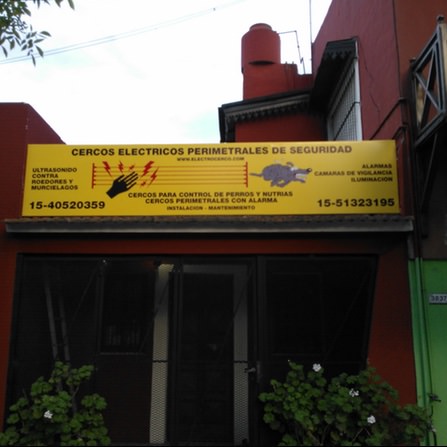 CERCOS ELECTRICOS PERIMETRALES DE SEGURIDAD
WWW.ELECTROCERCO.COM
ULTRASONIDO
CONTRA
ROEDORES Y
MURCIELAGOS
15-40520359
CERCOS PARA CONTROL DE PERROS Y NUTRIAS
CERCOS PERIMETRALES CON ALARMA
INSTALACION - MANTENIMIENTO
ALARMAS
CAMARAS DE VIGILANCIA
ILUMINACION
15-51323195